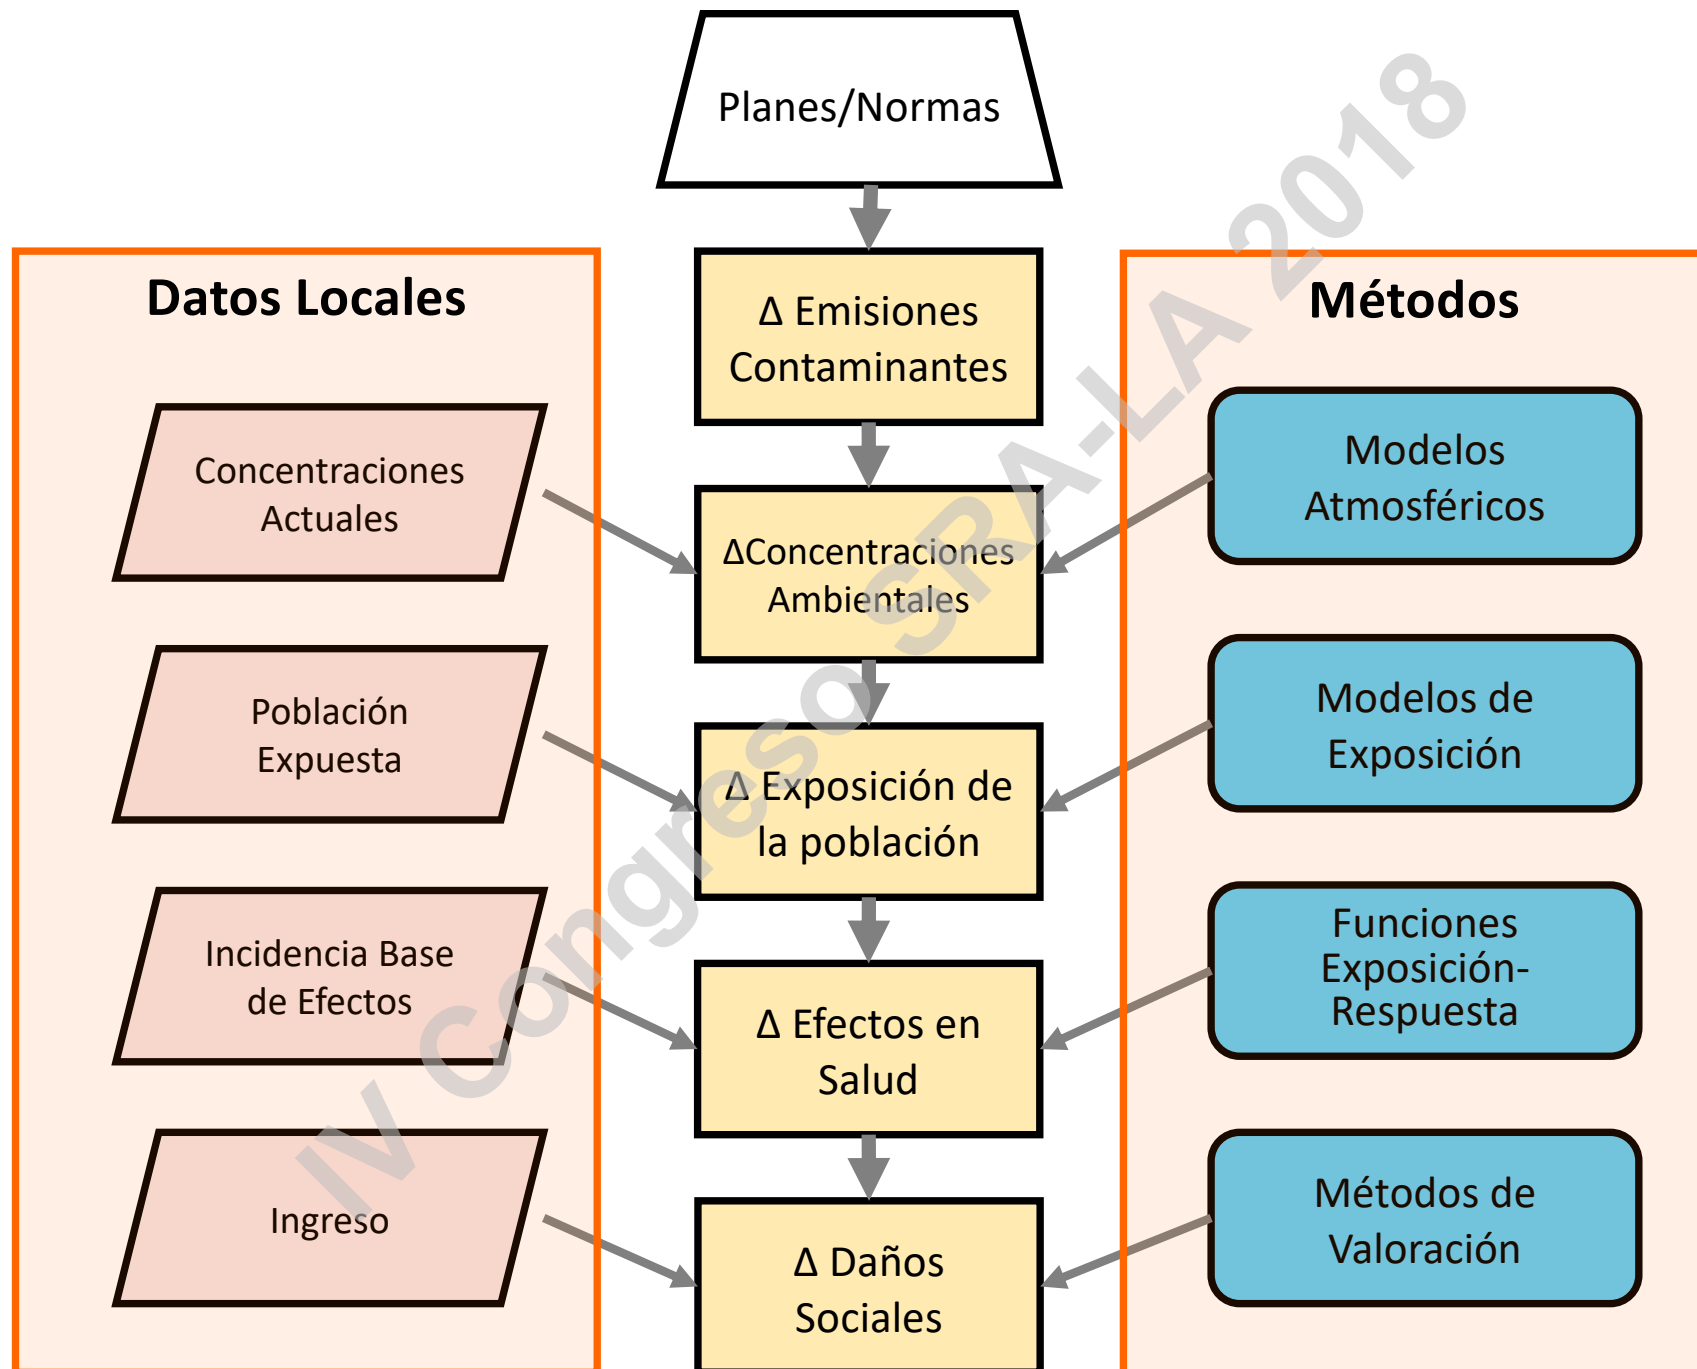 Planes/Normas
Datos Locales
Concentraciones
Actuales
Población
Expuesta
Incidencia Base
de Efectos
Ingreso
Δ Emisiones
Contaminantes
ΔConcentraciones
Ambientales
Δ Exposición de
la población
Δ Efectos en
Salud
Δ Daños
Sociales
Métodos
Modelos
Atmosféricos
Modelos de
Exposición
Funciones
Exposición-
Respuesta
Métodos de
Valoración
IV Congreso SRA-LA 2018